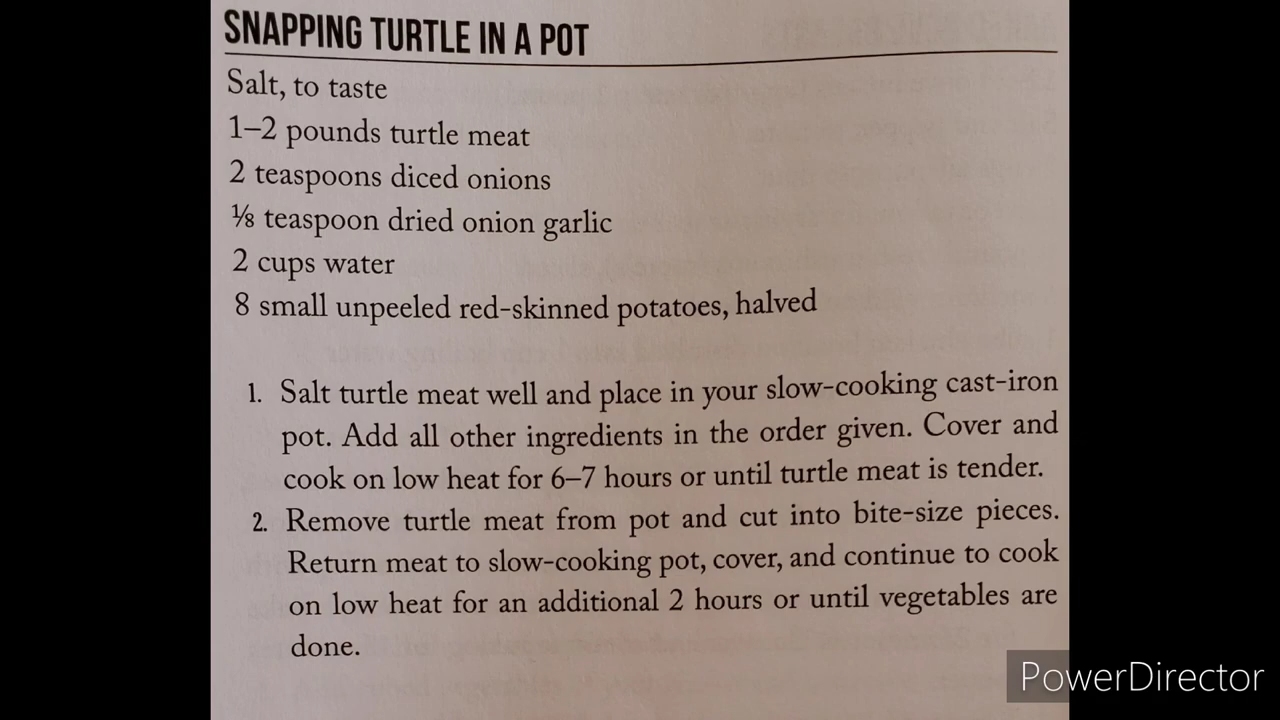 SNAPPING TURTLE IN A POT
Salt, to taste
1–2 pounds turtle meat
2 teaspoons diced onions
⅛ teaspoon dried onion garlic
2 cups water
8 small unpeeled red-skinned potatoes, halved
1. Salt turtle meat well and place in your slow-cooking cast-iron
pot. Add all other ingredients in the order given. Cover and
cook on low heat for 6–7 hours or until turtle meat is tender.
2. Remove turtle meat from pot and cut into bite-size pieces.
Return meat to slow-cooking pot, cover, and continue to cook
on low heat for an additional 2 hours or until vegetables are
done.
PowerDirector